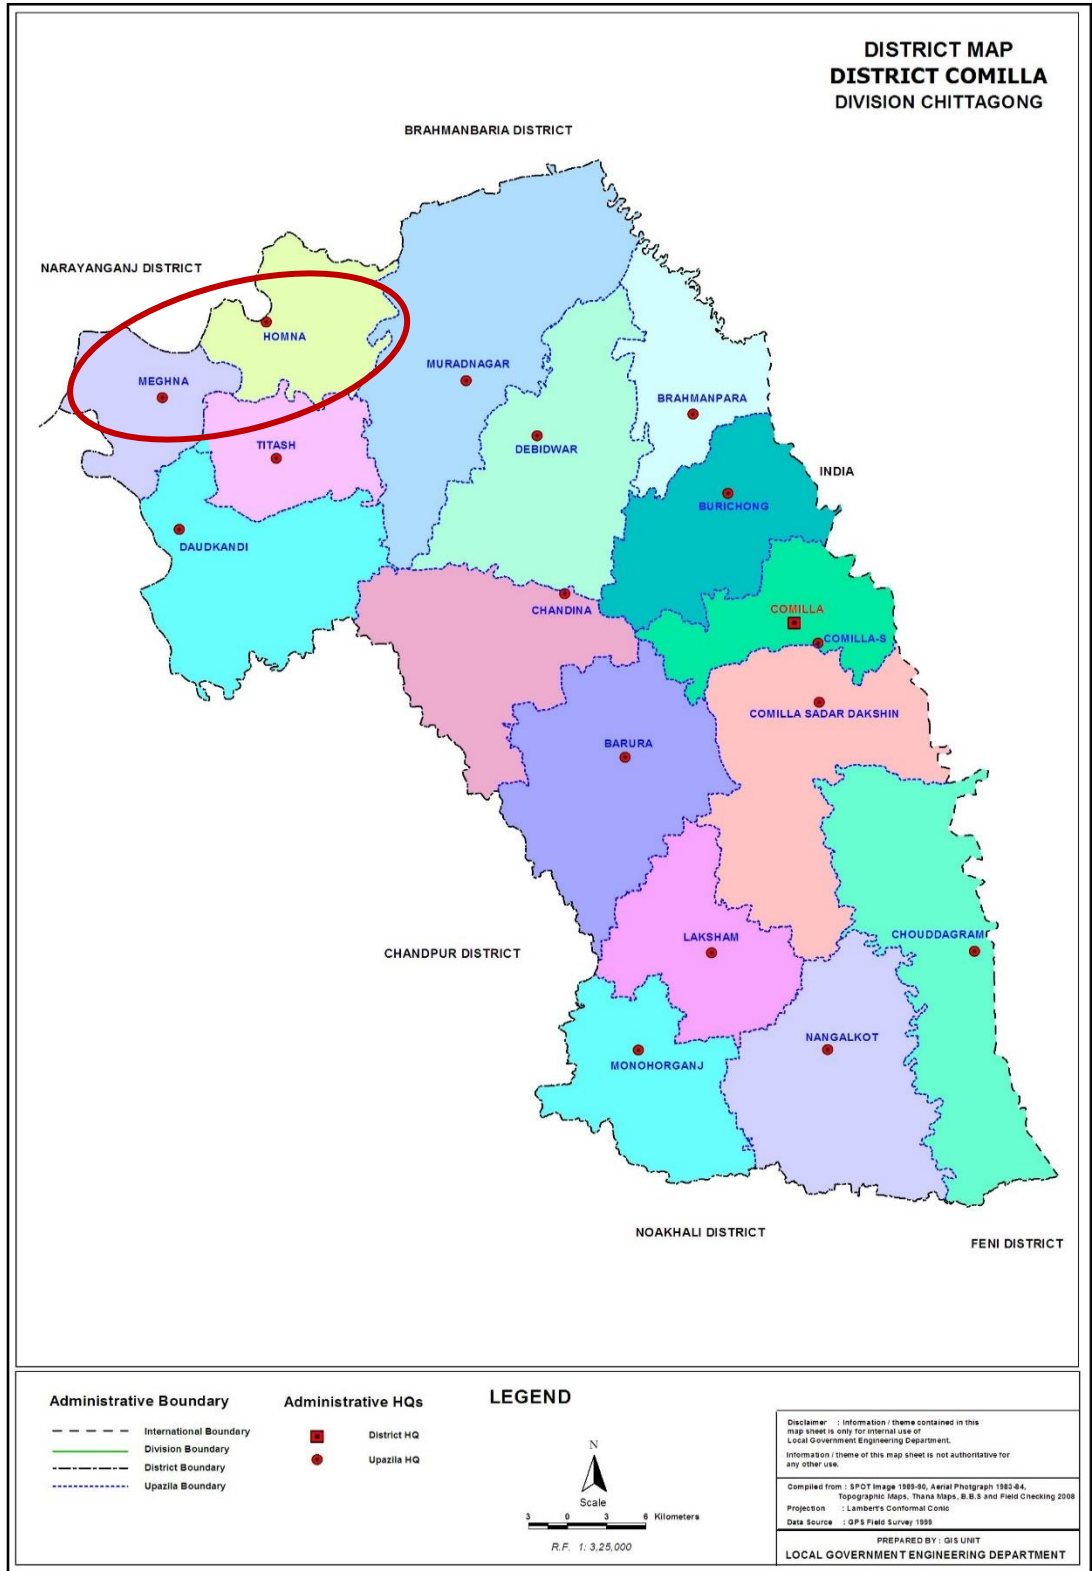 DISTRICT MAP
DISTRICT COMILLA
DIVISION CHITTAGONG
BRAHMANBARIA DISTRICT
NARAYANGANJ DISTRICT
HOMNA
MEGHNA
MURADNAGAR
BRAHMANPARA
TITASH
DEBIDWAR
INDIA
BURICHONG
DAUDKANDI
CHANDINA
COMILLA
COMILLA-S
COMILLA SADAR DAKSHIN
BARURA
CHANDPUR DISTRICT
LAKSHAM
CHOUDDAGRAM
NANGALKOT
MONOHORGANJ
NOAKHALI DISTRICT
FENI DISTRICT
LEGEND
Administrative Boundary
International Boundary
Division Boundary
District Boundary
Upazila Boundary
Administrative HQs
District HQ
Upazila HQ
N
Scale
3 0 3 6 Kilometers
R.F. 1: 3,25,000
Disclaimer : Information / theme contained in this
map sheet is only for internal use of
Local Government Engineering Department.
Information / theme of this map sheet is not authoritative for
any other use.
Compiled from : SPOT Image 1989-90, Aerial Photgraph 1983-84,
Topographic Maps, Thana Maps, B.B.S and Field Checking 2008
Projection : Lambert's Conformal Conic
Data Source : GPS Field Survey 1999
PREPARED BY : GIS UNIT
LOCAL GOVERNMENT ENGINEERING DEPARTMENT